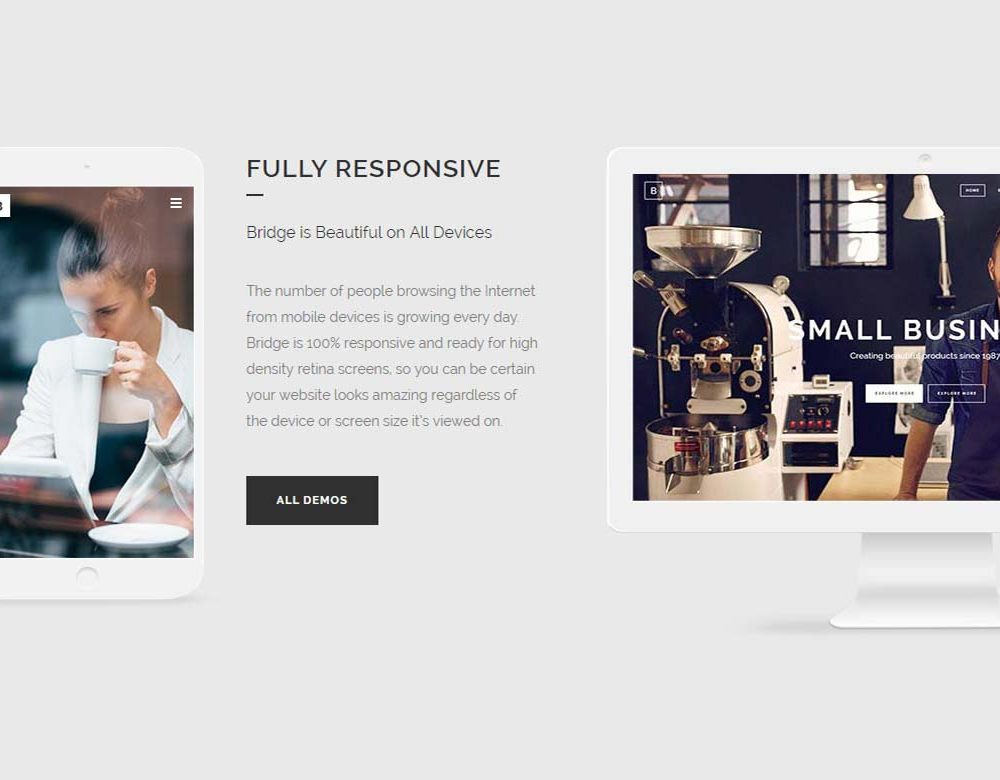 FULLY RESPONSIVE
Bridge is Beautiful on All Devices
The number of people browsing the Internet
from mobile devices is growing every day.
Bridge is 100% responsive and ready for high
density retina screens, so you can be certain
your website looks amazing regardless of
the device or screen size it's viewed on.
ALL DEMOS
B
B
HOME
SMALL BUSIN
Creating beautiful products since 1987
EXPLORE MORE
EXPLORE MORE